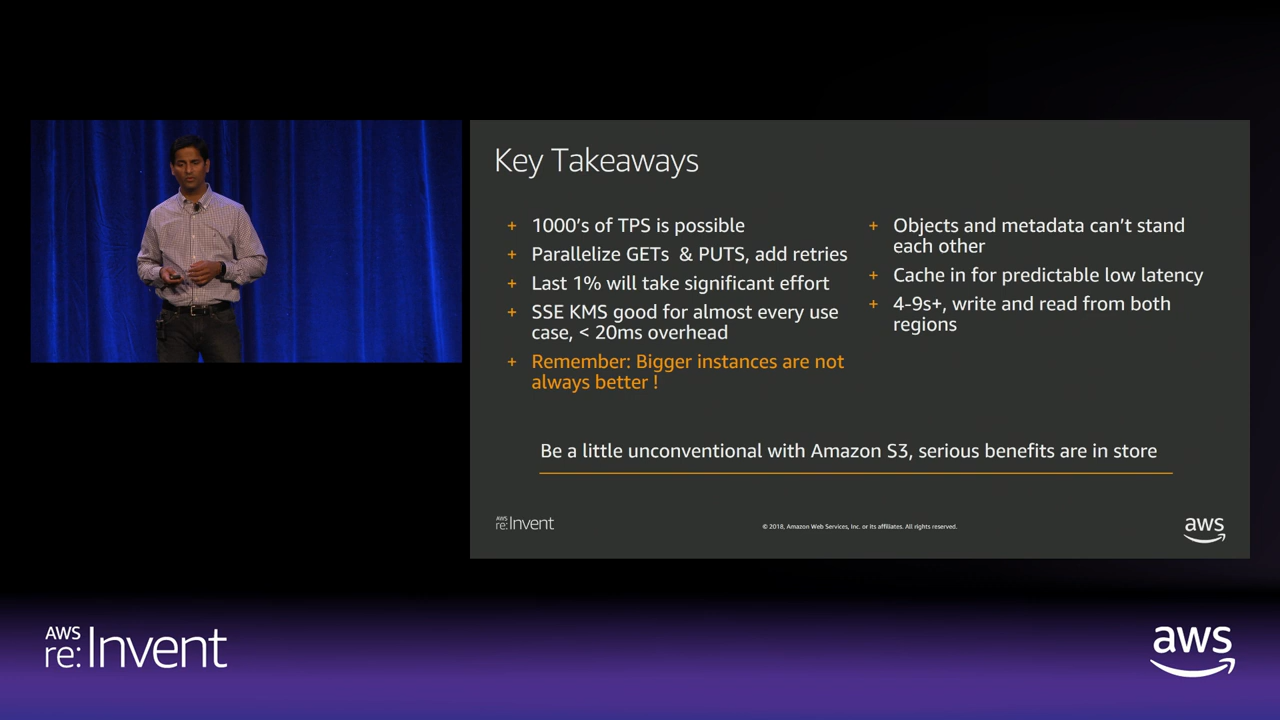 Key Takeaways
+ 1000's of TPS is possible
+ Parallelize GETs & PUTS, add retries
+ Last 1% will take significant effort
+ SSE KMS good for almost every use
case, < 20ms overhead
+ Remember: Bigger instances are not
always better !
+ Objects and metadata can't stand
each other
+ Cache in for predictable low latency
+ 4-9s+, write and read from both
regions
Be a little unconventional with Amazon S3, serious benefits are in store
AWS
re:Invent
© 2018, Amazon Web Services, Inc. or its affiliates. All rights reserved.
aws
AWS
re:Invent
aws